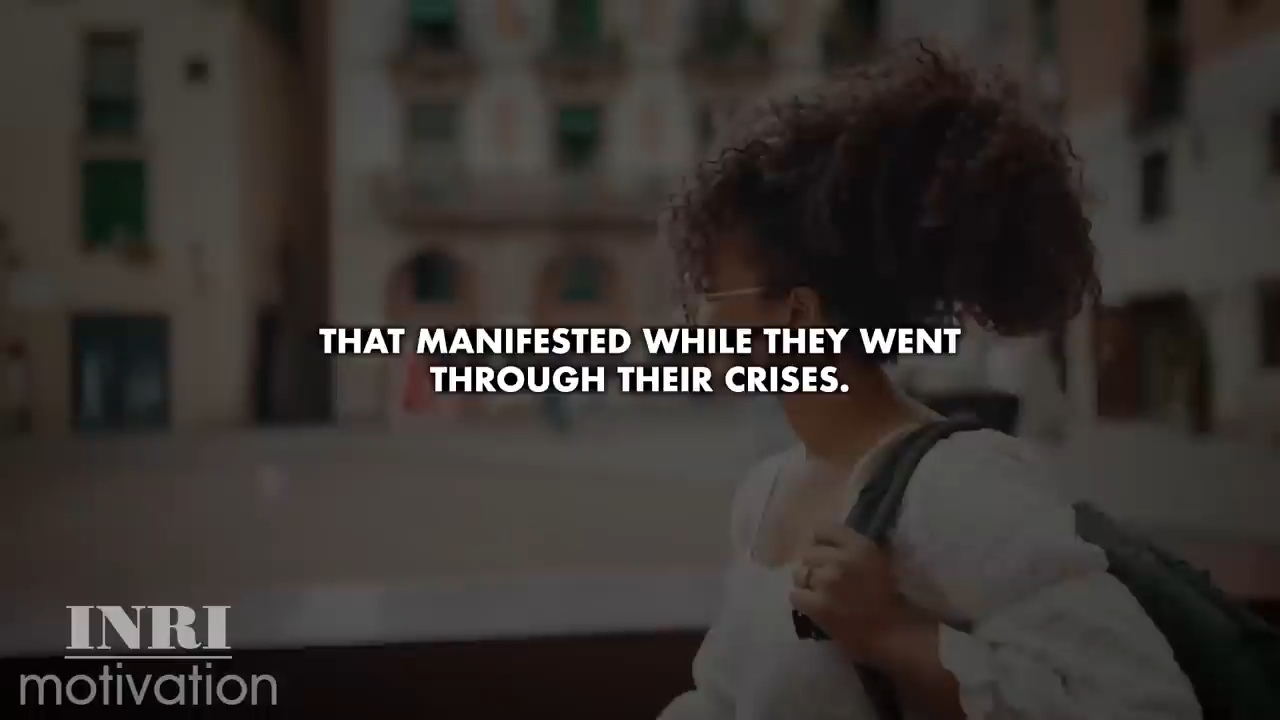 THAT MANIFESTED WHILE THEY WENT
THROUGH THEIR CRISES.
INRI
motivation